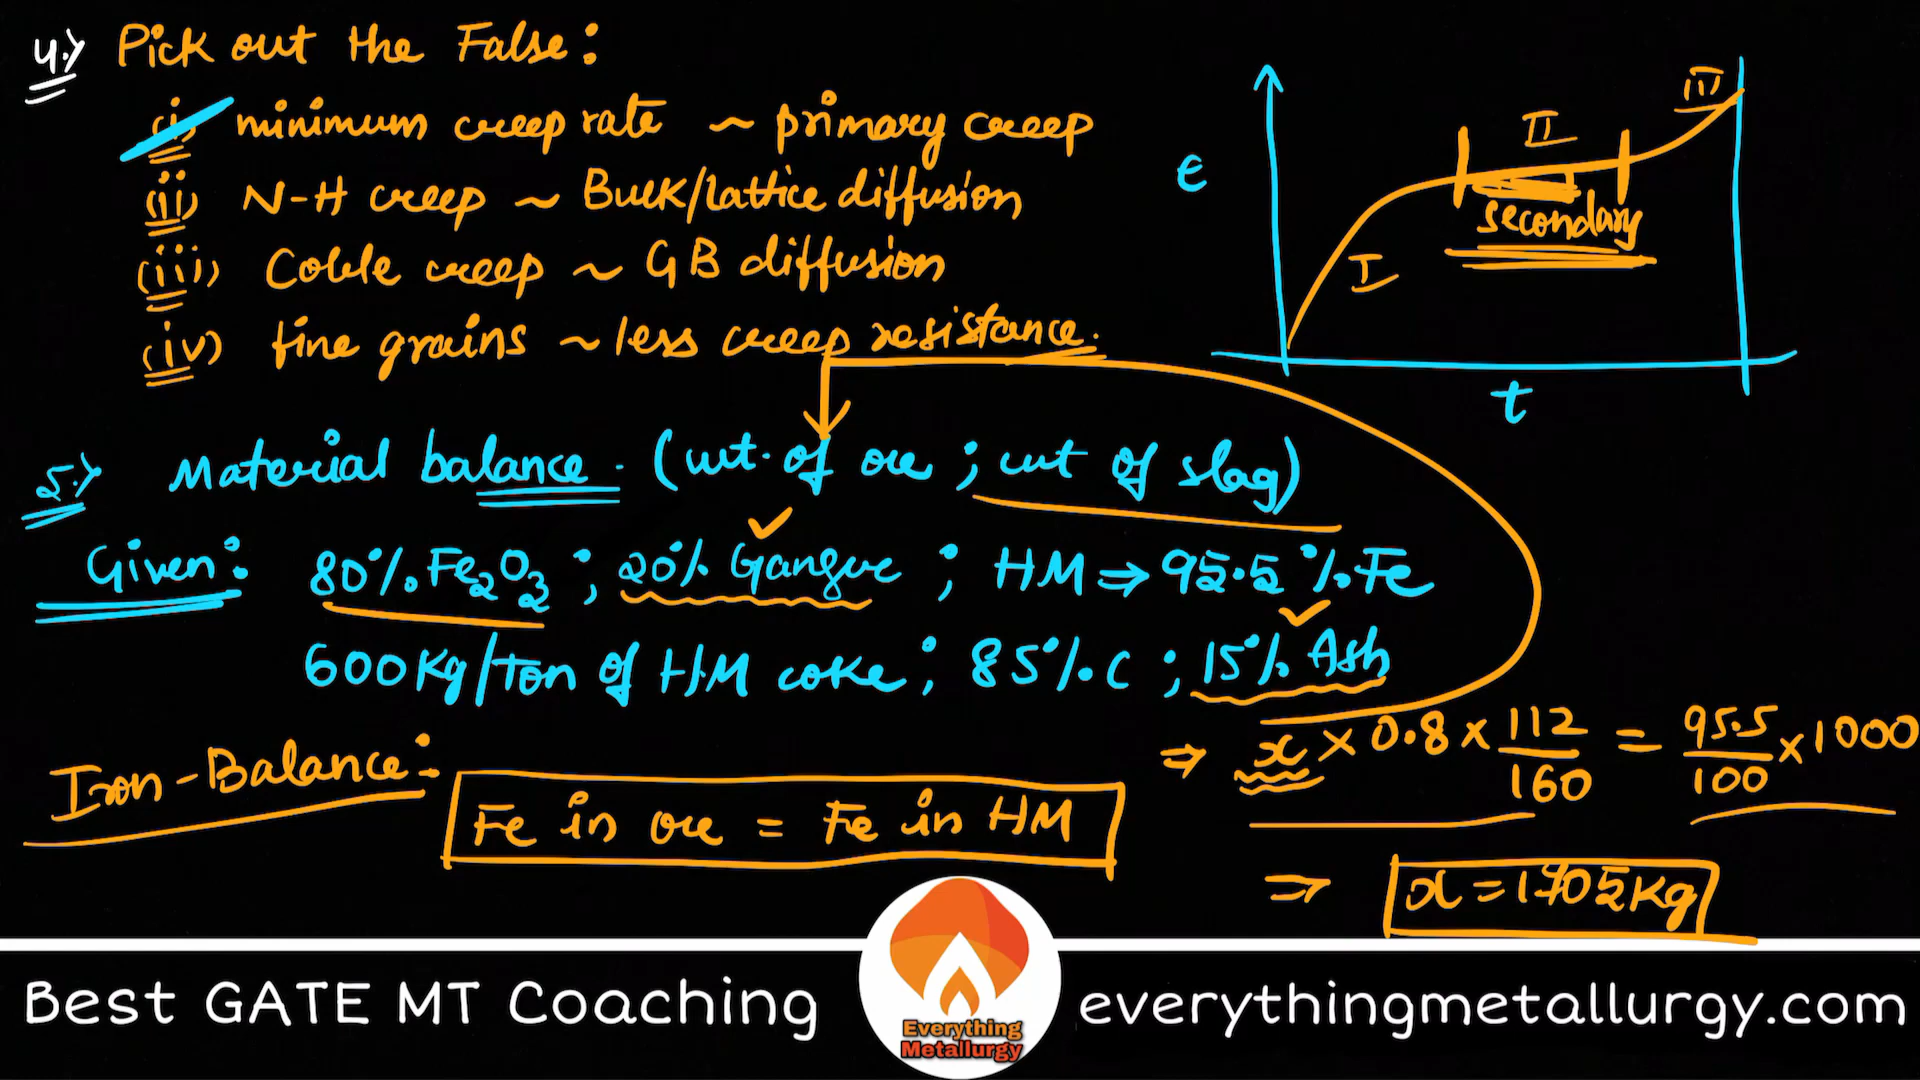 4.> Pick out the False:
(i) minimum creep rate ~ primary creep
(ii) N-H creep ~ Bulk/lattice diffusion
(iii) Coble creep ~ GB diffusion
(iv) fine grains ~ less creep resistance.
ε
I
II
III
secondary
t
5.> Material balance. (wt. of ore ; wt of slag)
Given: 80% Fe2O3 ; 20% Gangue ; HM ⇒ 95.5 % Fe
600 Kg/Ton of HM coke ; 85% C ; 15% Ash
Iron-Balance: Fe in ore = Fe in HM
⇒ x × 0.8 × 112/160 = 95.5/100 × 1000
⇒ x = 1705 Kg
Best GATE MT Coaching
Everything
Metallurgy
everythingmetallurgy.com